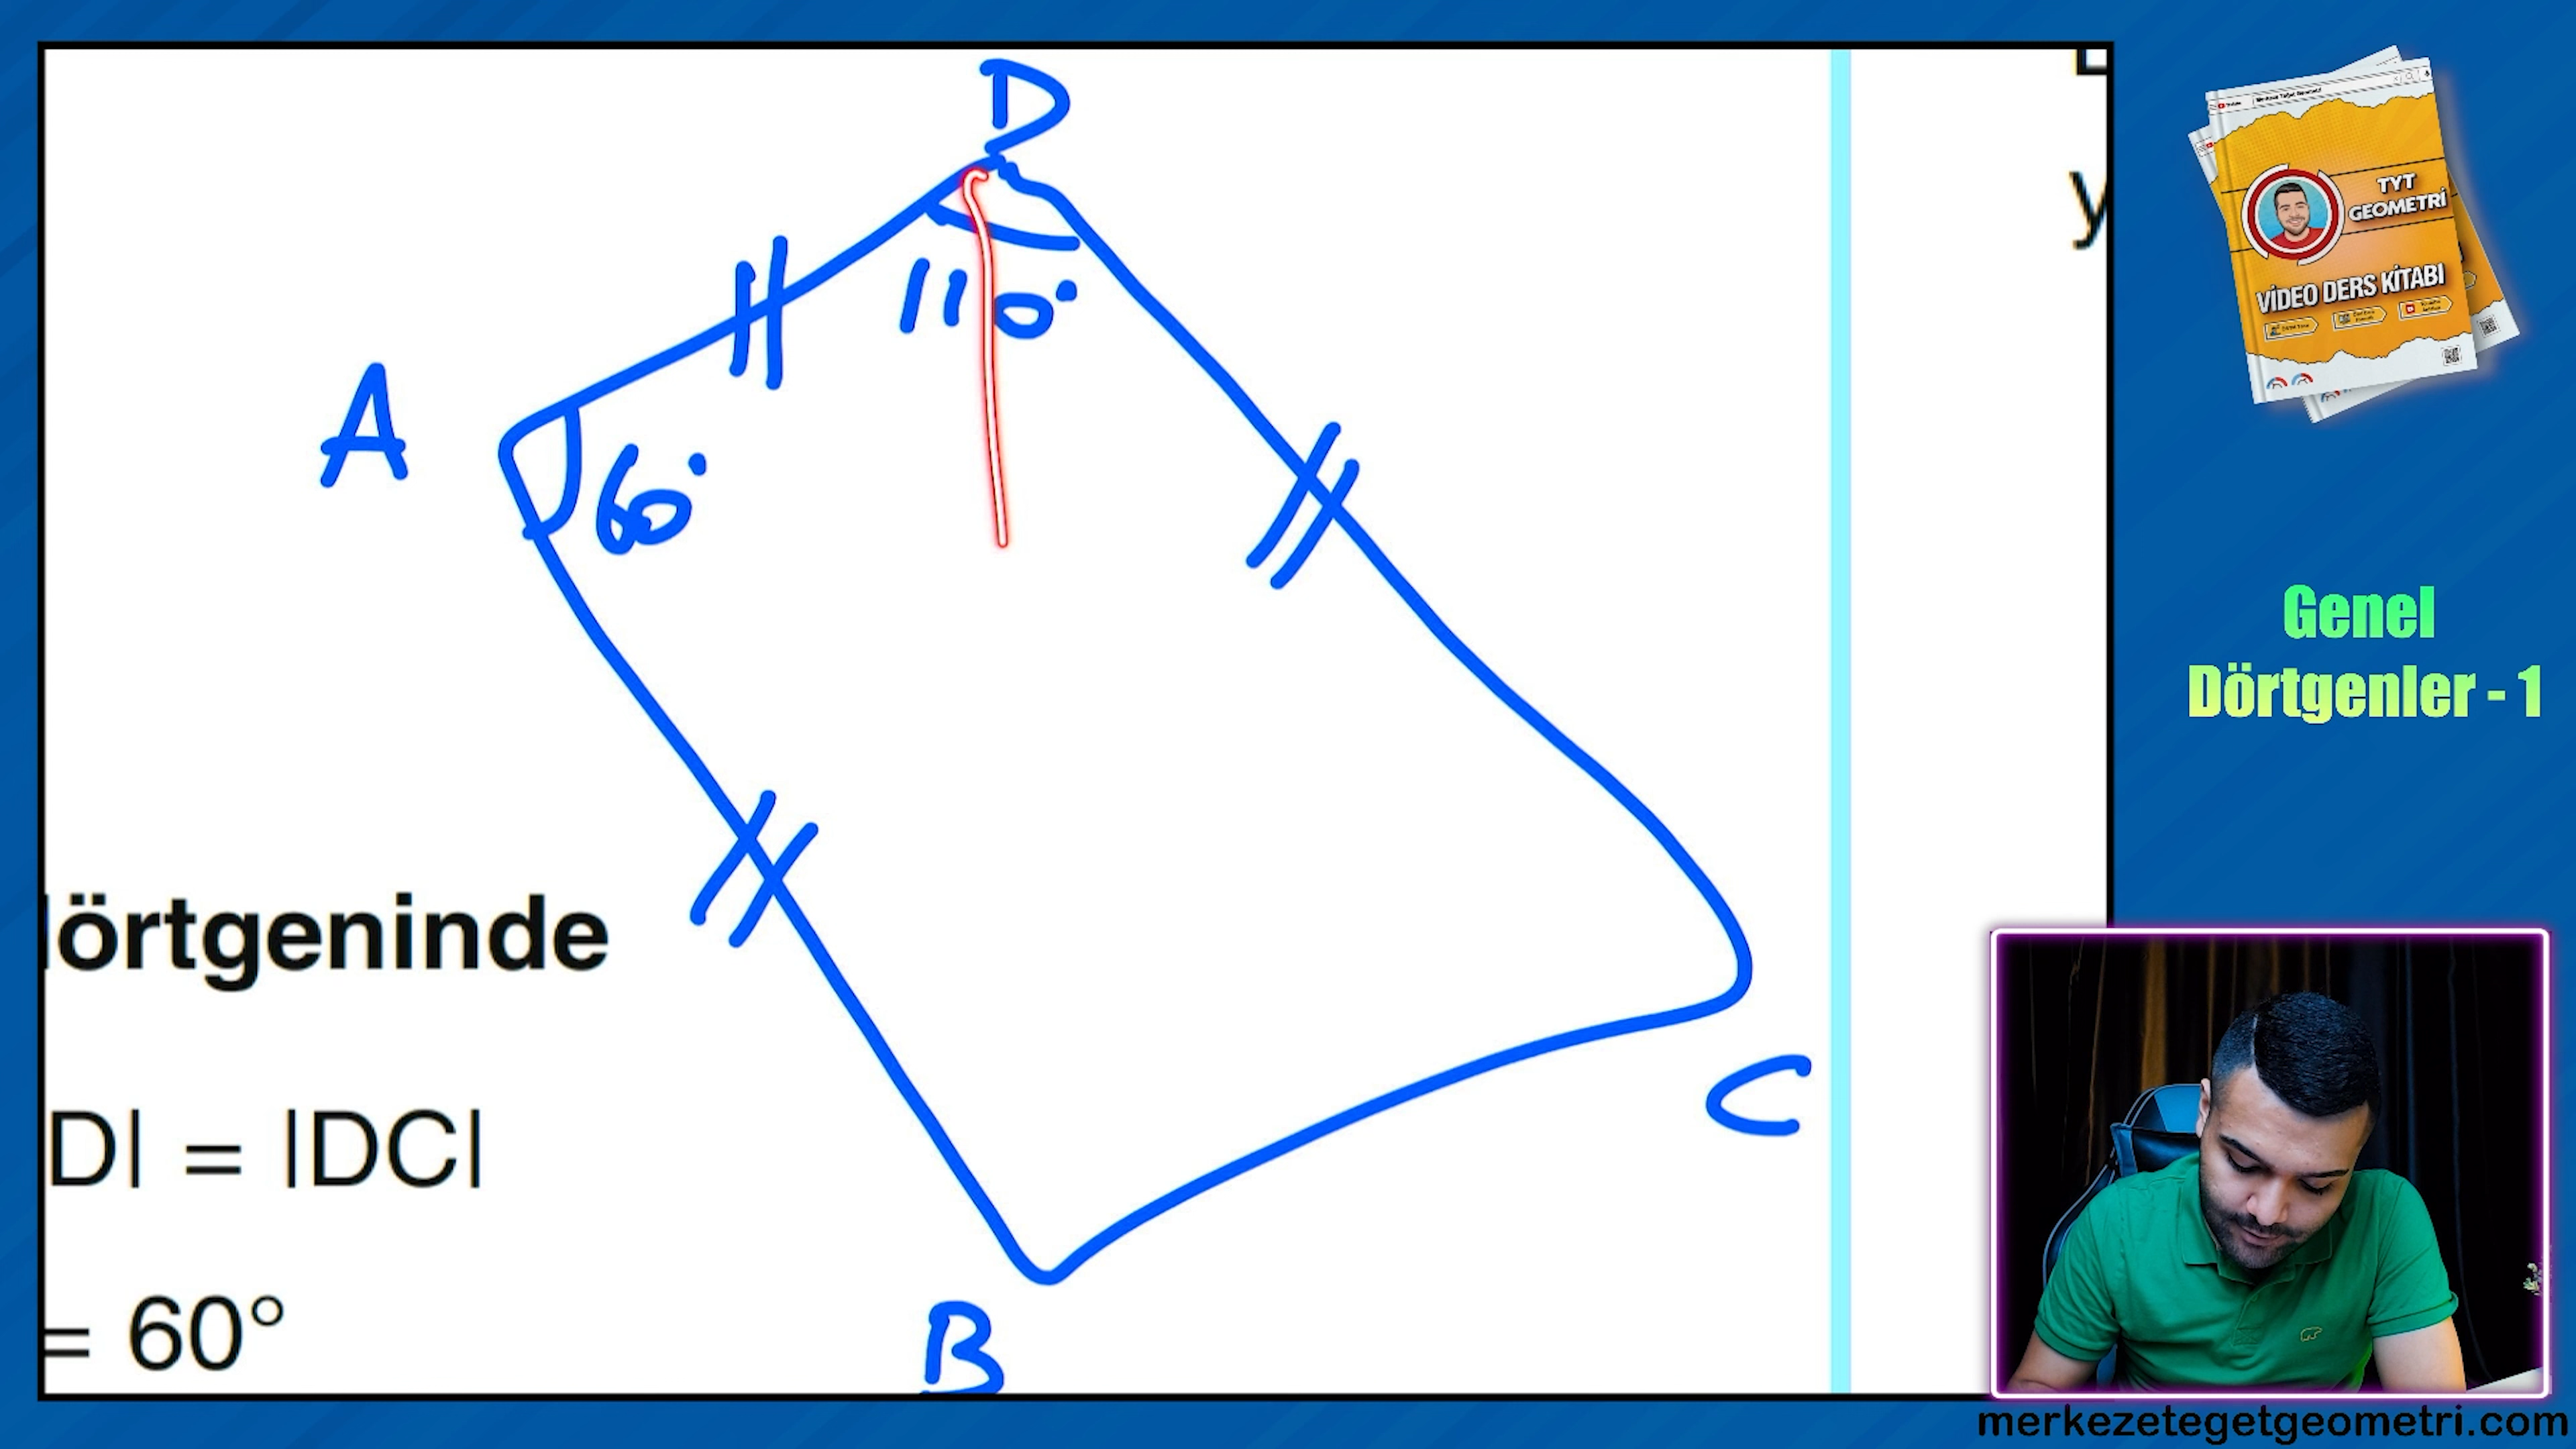 D
110°
A
60°
örtgeninde
D| = |DC|
= 60°
B
C
y
TYT
GEOMETRİ
VİDEO DERS KİTABI
Genel
Dörtgenler - 1
merkezetegetgeometri.com